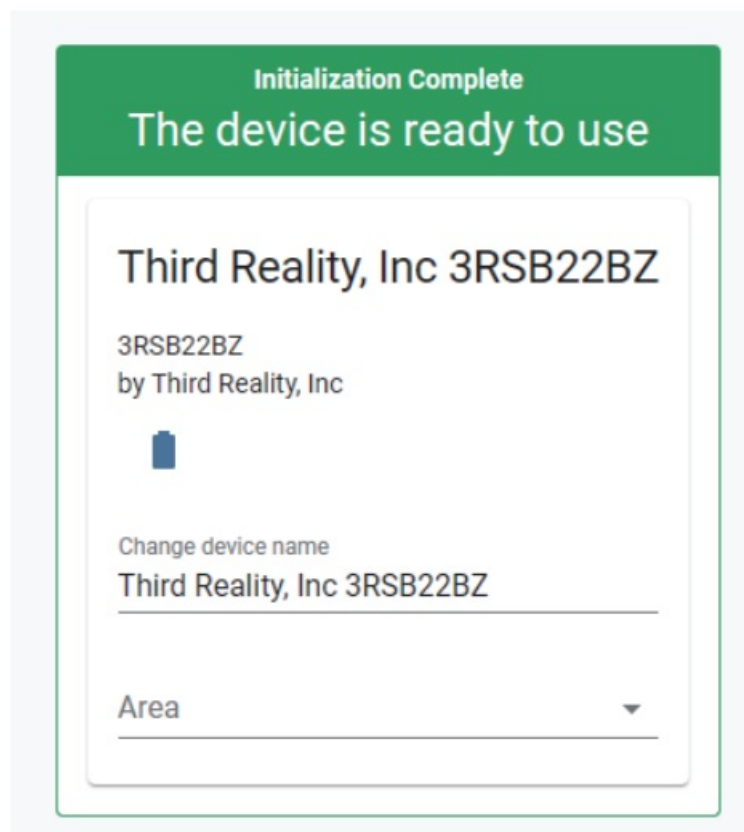 Initialization Complete
The device is ready to use
Third Reality, Inc 3RSB22BZ
3RSB22BZ
by Third Reality, Inc
Change device name
Third Reality, Inc 3RSB22BZ
Area